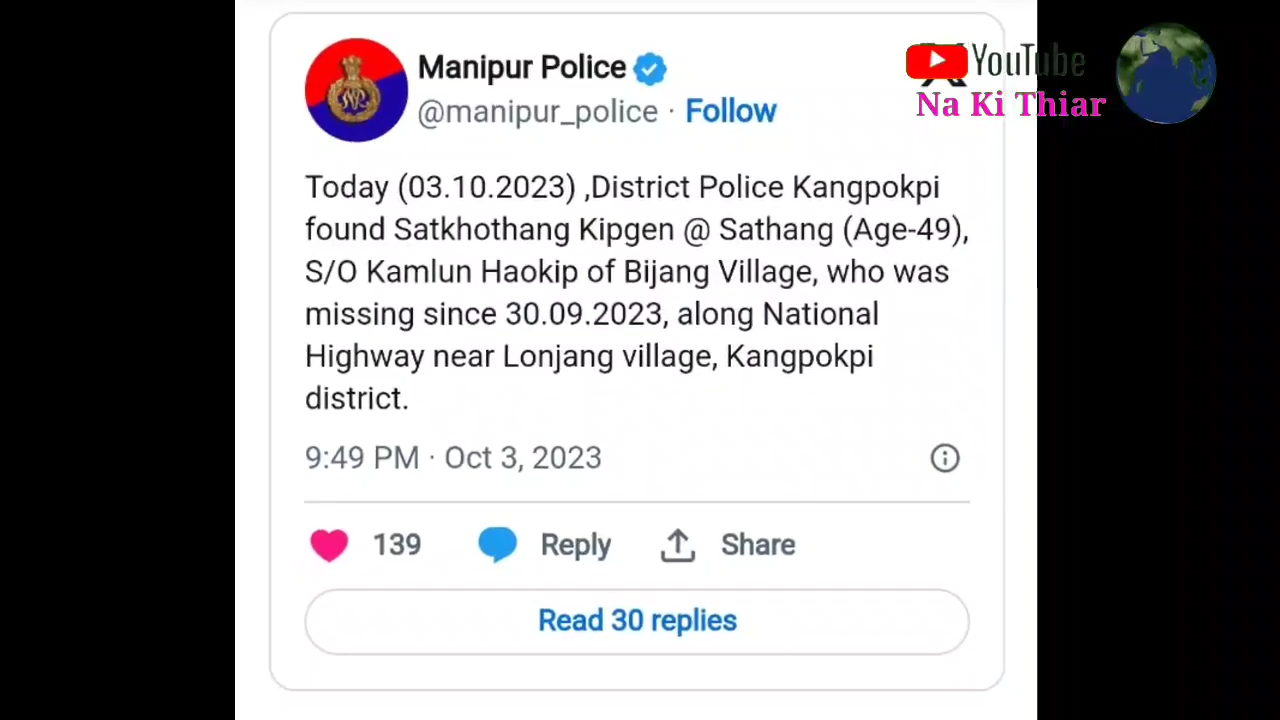 Manipur Police
@manipur_police · Follow
YouTube
Na Ki Thiar
Today (03.10.2023) ,District Police Kangpokpi
found Satkhothang Kipgen @ Sathang (Age-49),
S/O Kamlun Haokip of Bijang Village, who was
missing since 30.09.2023, along National
Highway near Lonjang village, Kangpokpi
district.
9:49 PM · Oct 3, 2023
139 Reply Share
Read 30 replies